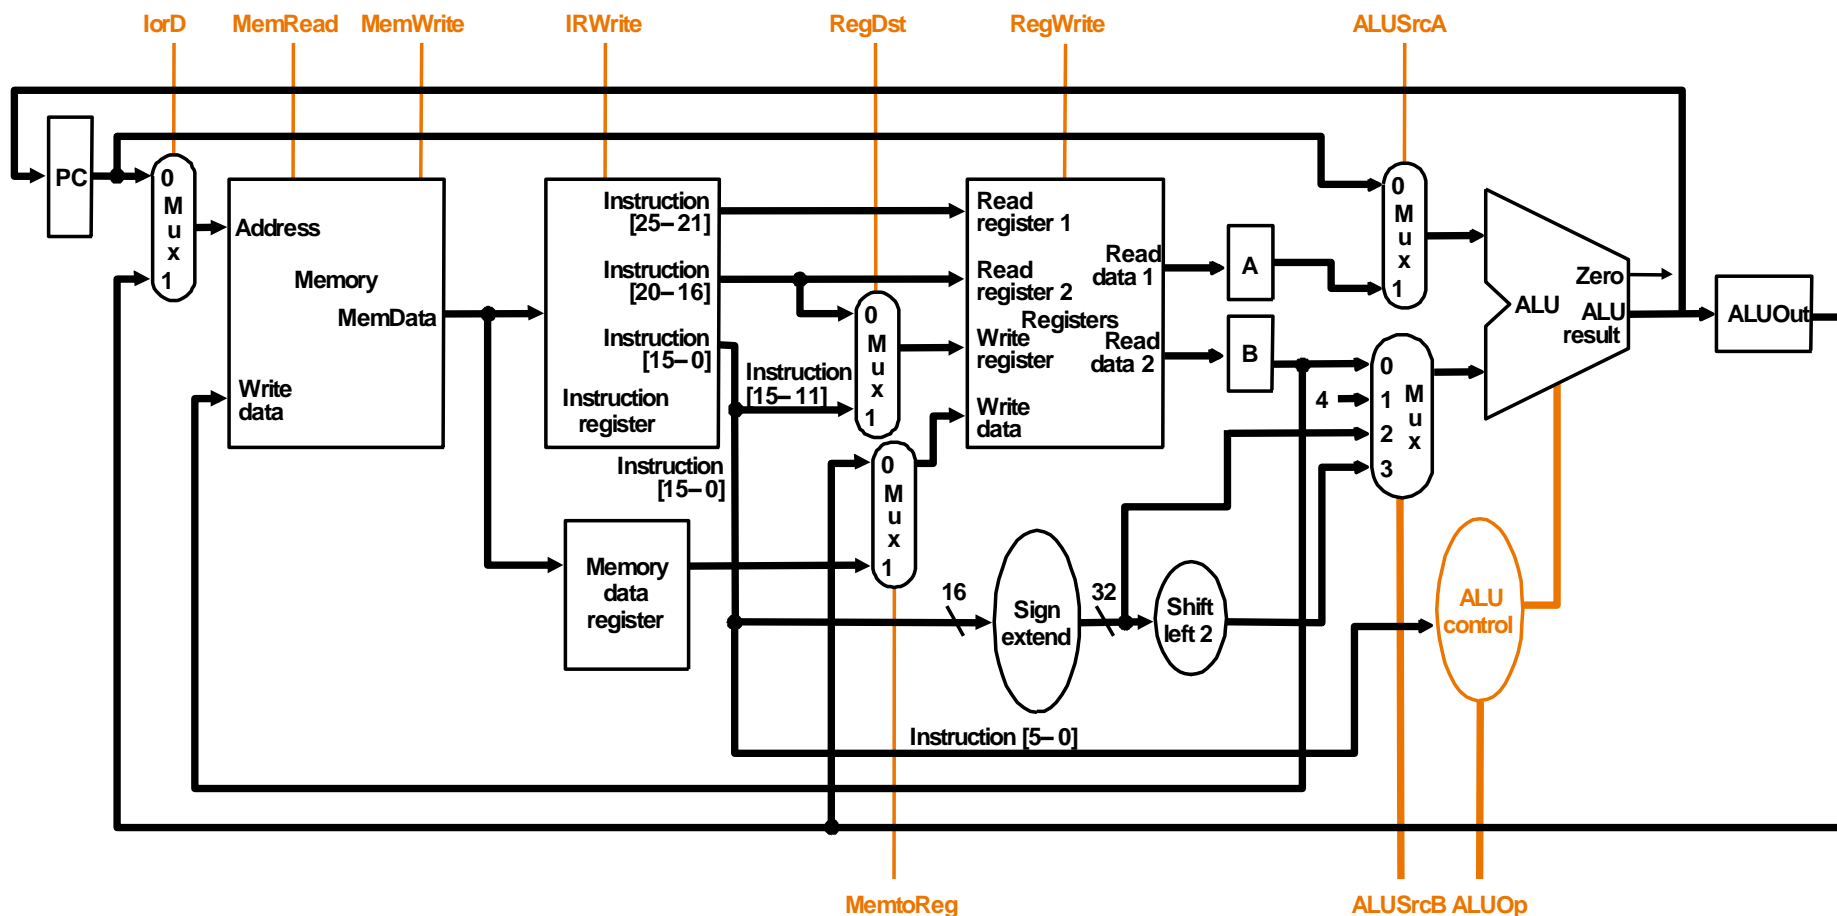 IorD
MemRead
MemWrite
IRWrite
RegDst
RegWrite
ALUSrcA
PC
0
M
u
x
1
Address
Memory
MemData
Write
data
Instruction
[25–21]
Instruction
[20–16]
Instruction
[15–0]
Instruction
register
Instruction
[15–0]
Memory
data
register
Instruction
[15–11]
0
M
u
x
1
0
M
u
x
1
Read
register 1
Read
register 2
Registers
Write
register
Write
data
Read
data 1
Read
data 2
A
B
4
0
M
u
x
1
0
1
2
3
M
u
x
Zero
ALU
ALU
result
ALUOut
16
Sign
extend
32
Shift
left 2
ALU
control
Instruction [5–0]
MemtoReg
ALUSrcB
ALUOp